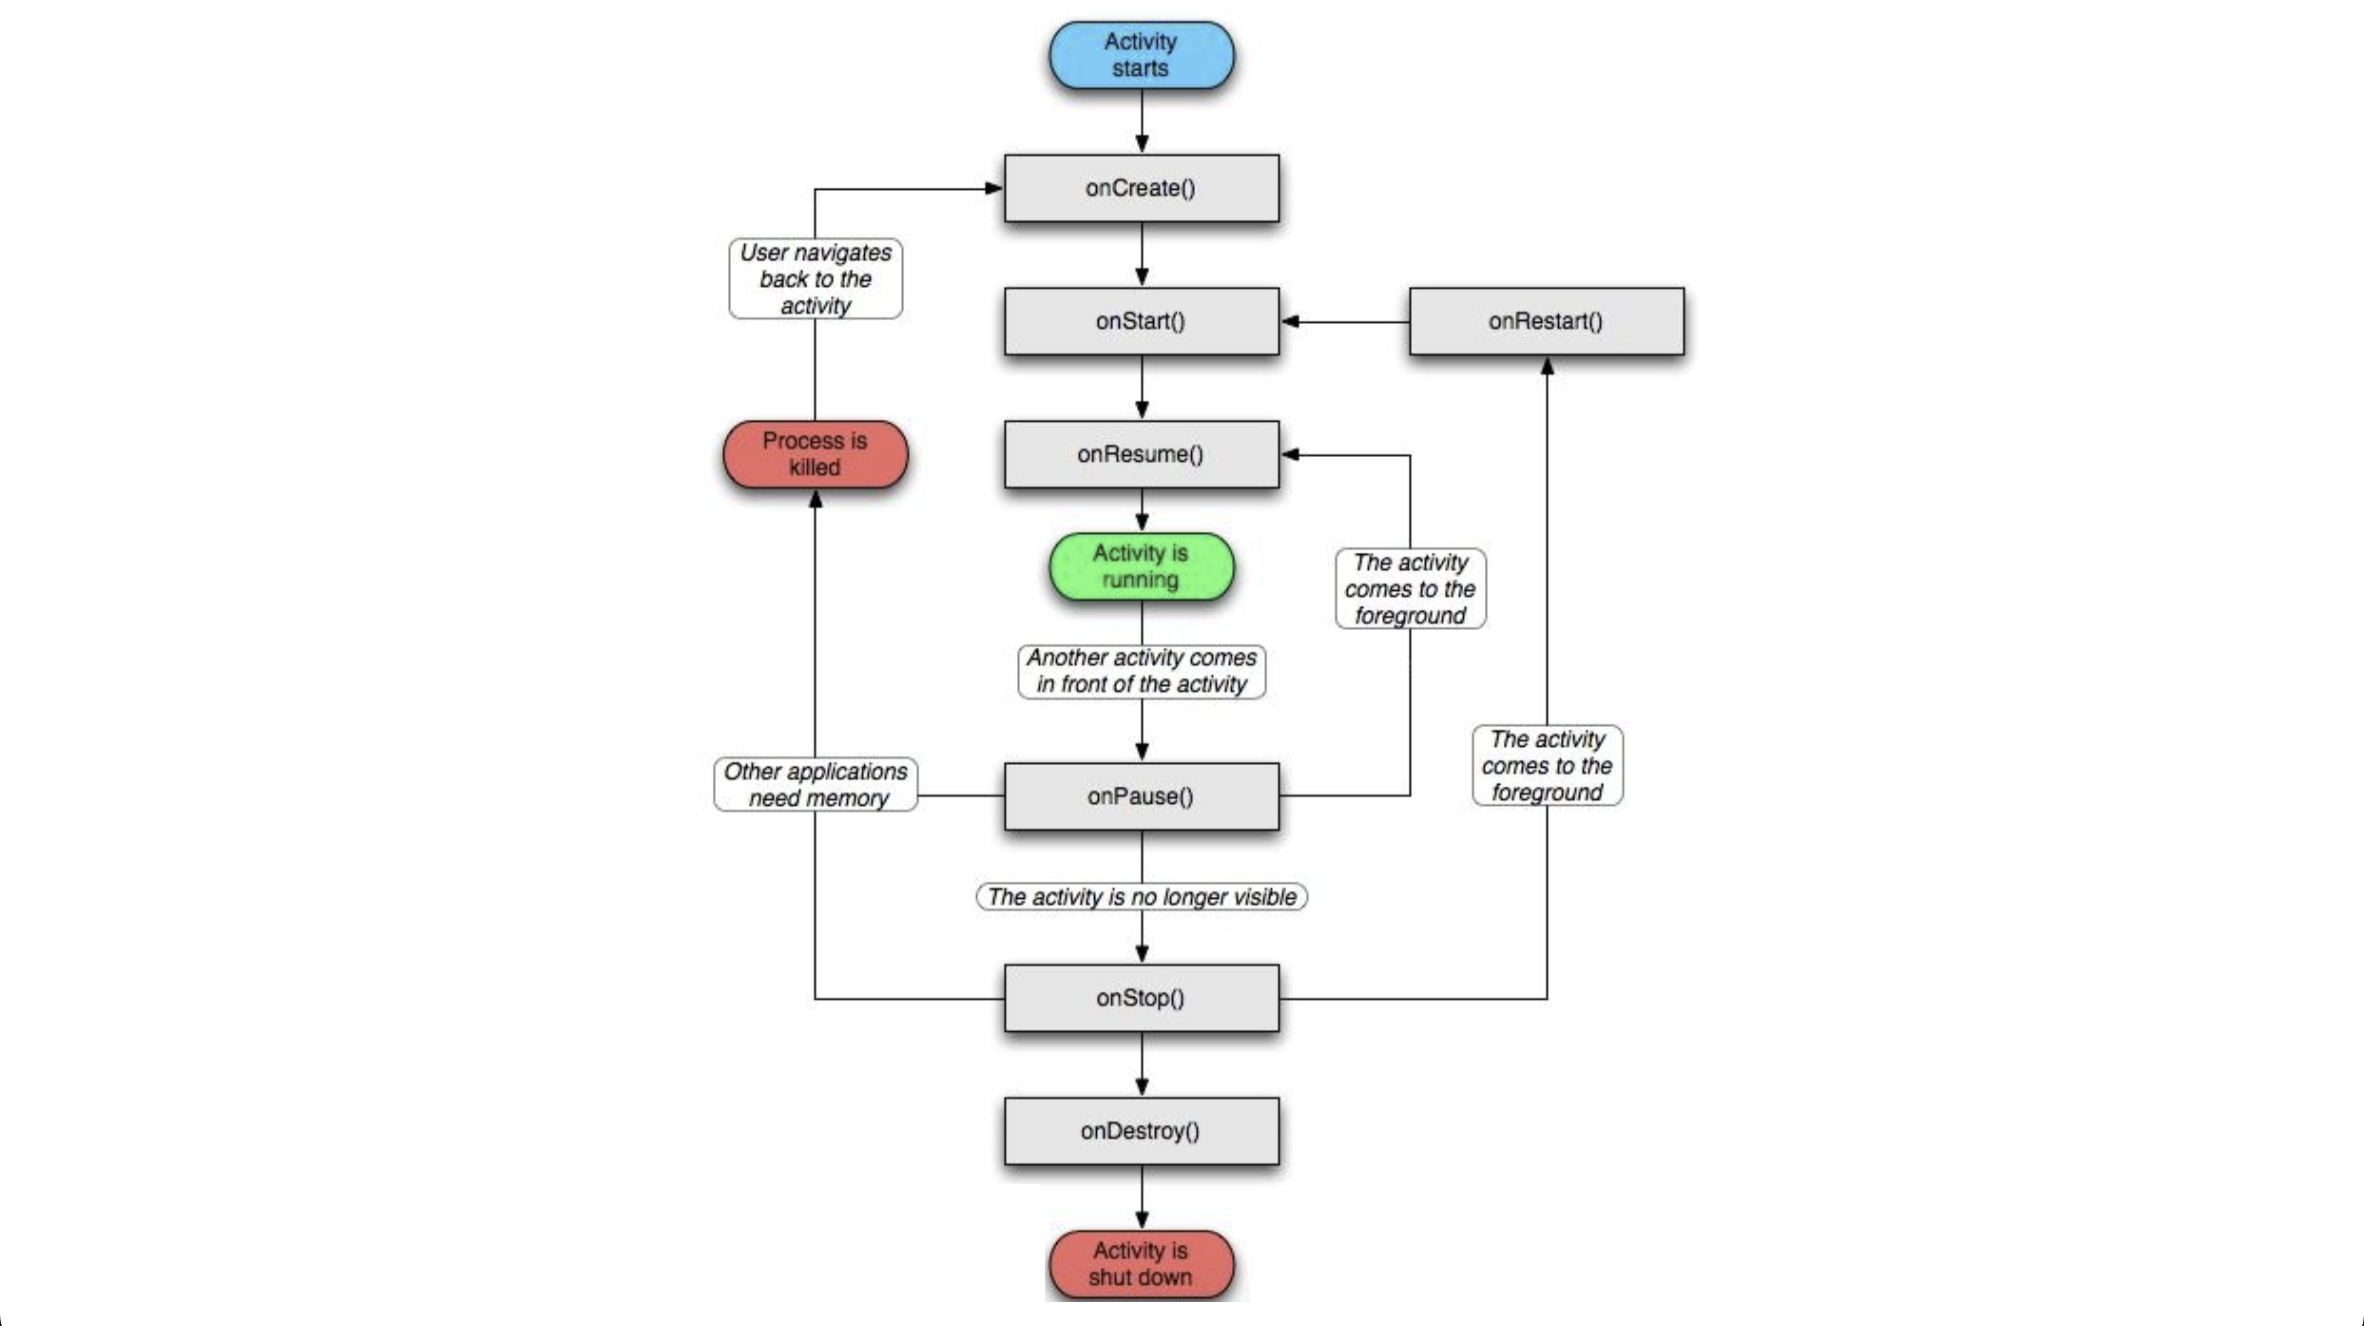 Activity
starts
onCreate()
User navigates
back to the
activity
onStart()
onRestart()
Process is
killed
onResume()
Activity is
running
The activity
comes to the
foreground
Another activity comes
in front of the activity
The activity
comes to the
foreground
Other applications
need memory
onPause()
The activity is no longer visible
onStop()
onDestroy()
Activity is
shut down